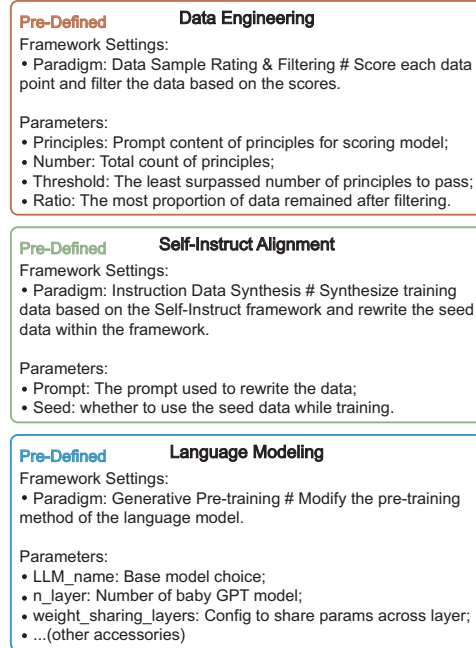 Pre-Defined Data Engineering
Framework Settings:
• Paradigm: Data Sample Rating & Filtering # Score each data
point and filter the data based on the scores.
Parameters:
• Principles: Prompt content of principles for scoring model;
• Number: Total count of principles;
• Threshold: The least surpassed number of principles to pass;
• Ratio: The most proportion of data remained after filtering.
Pre-Defined Self-Instruct Alignment
Framework Settings:
• Paradigm: Instruction Data Synthesis # Synthesize training
data based on the Self-Instruct framework and rewrite the seed
data within the framework.
Parameters:
• Prompt: The prompt used to rewrite the data;
• Seed: whether to use the seed data while training.
Pre-Defined Language Modeling
Framework Settings:
• Paradigm: Generative Pre-training # Modify the pre-training
method of the language model.
Parameters:
• LLM_name: Base model choice;
• n_layer: Number of baby GPT model;
• weight_sharing_layers: Config to share params across layer;
• ...(other accessories)